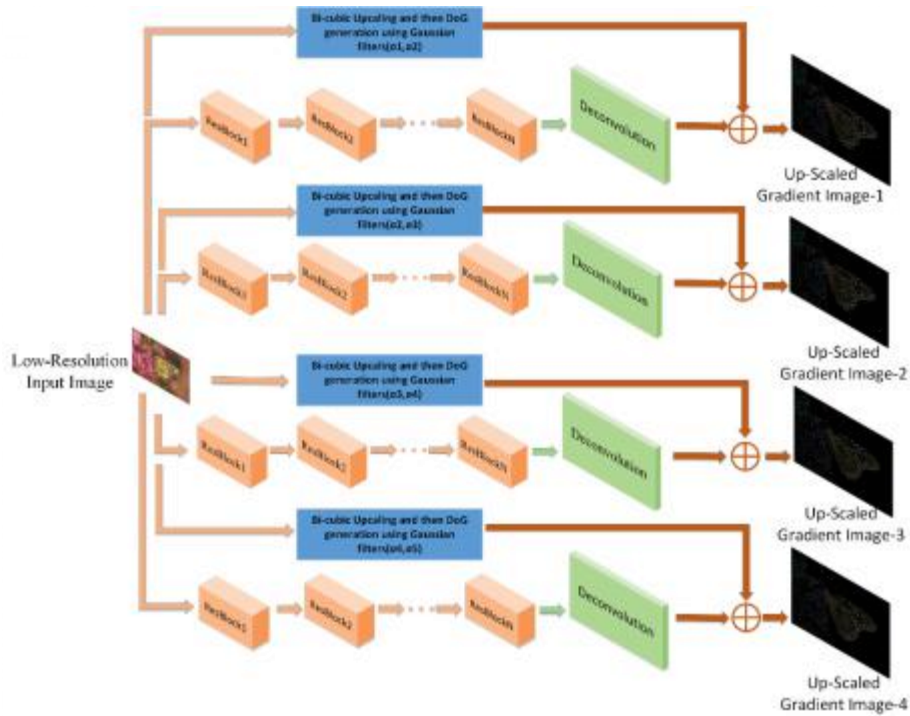 Bi-cubic Upcaling and then DoG
generation using Gaussian
filters(σ1,σ2)
ResBlock1
ResBlock2
ResBlockN
Deconvolution
Up-Scaled
Gradient Image-1
Bi-cubic Upcaling and then DoG
generation using Gaussian
filters(σ2,σ3)
ResBlock1
ResBlock2
ResBlockN
Deconvolution
Up-Scaled
Gradient Image-2
Low-Resolution
Input Image
Bi-cubic Upcaling and then DoG
generation using Gaussian
filters(σ3,σ4)
ResBlock1
ResBlock2
ResBlockN
Deconvolution
Up-Scaled
Gradient Image-3
Bi-cubic Upcaling and then DoG
generation using Gaussian
filters(σ4,σ5)
ResBlock1
ResBlock2
ResBlockN
Deconvolution
Up-Scaled
Gradient Image-4